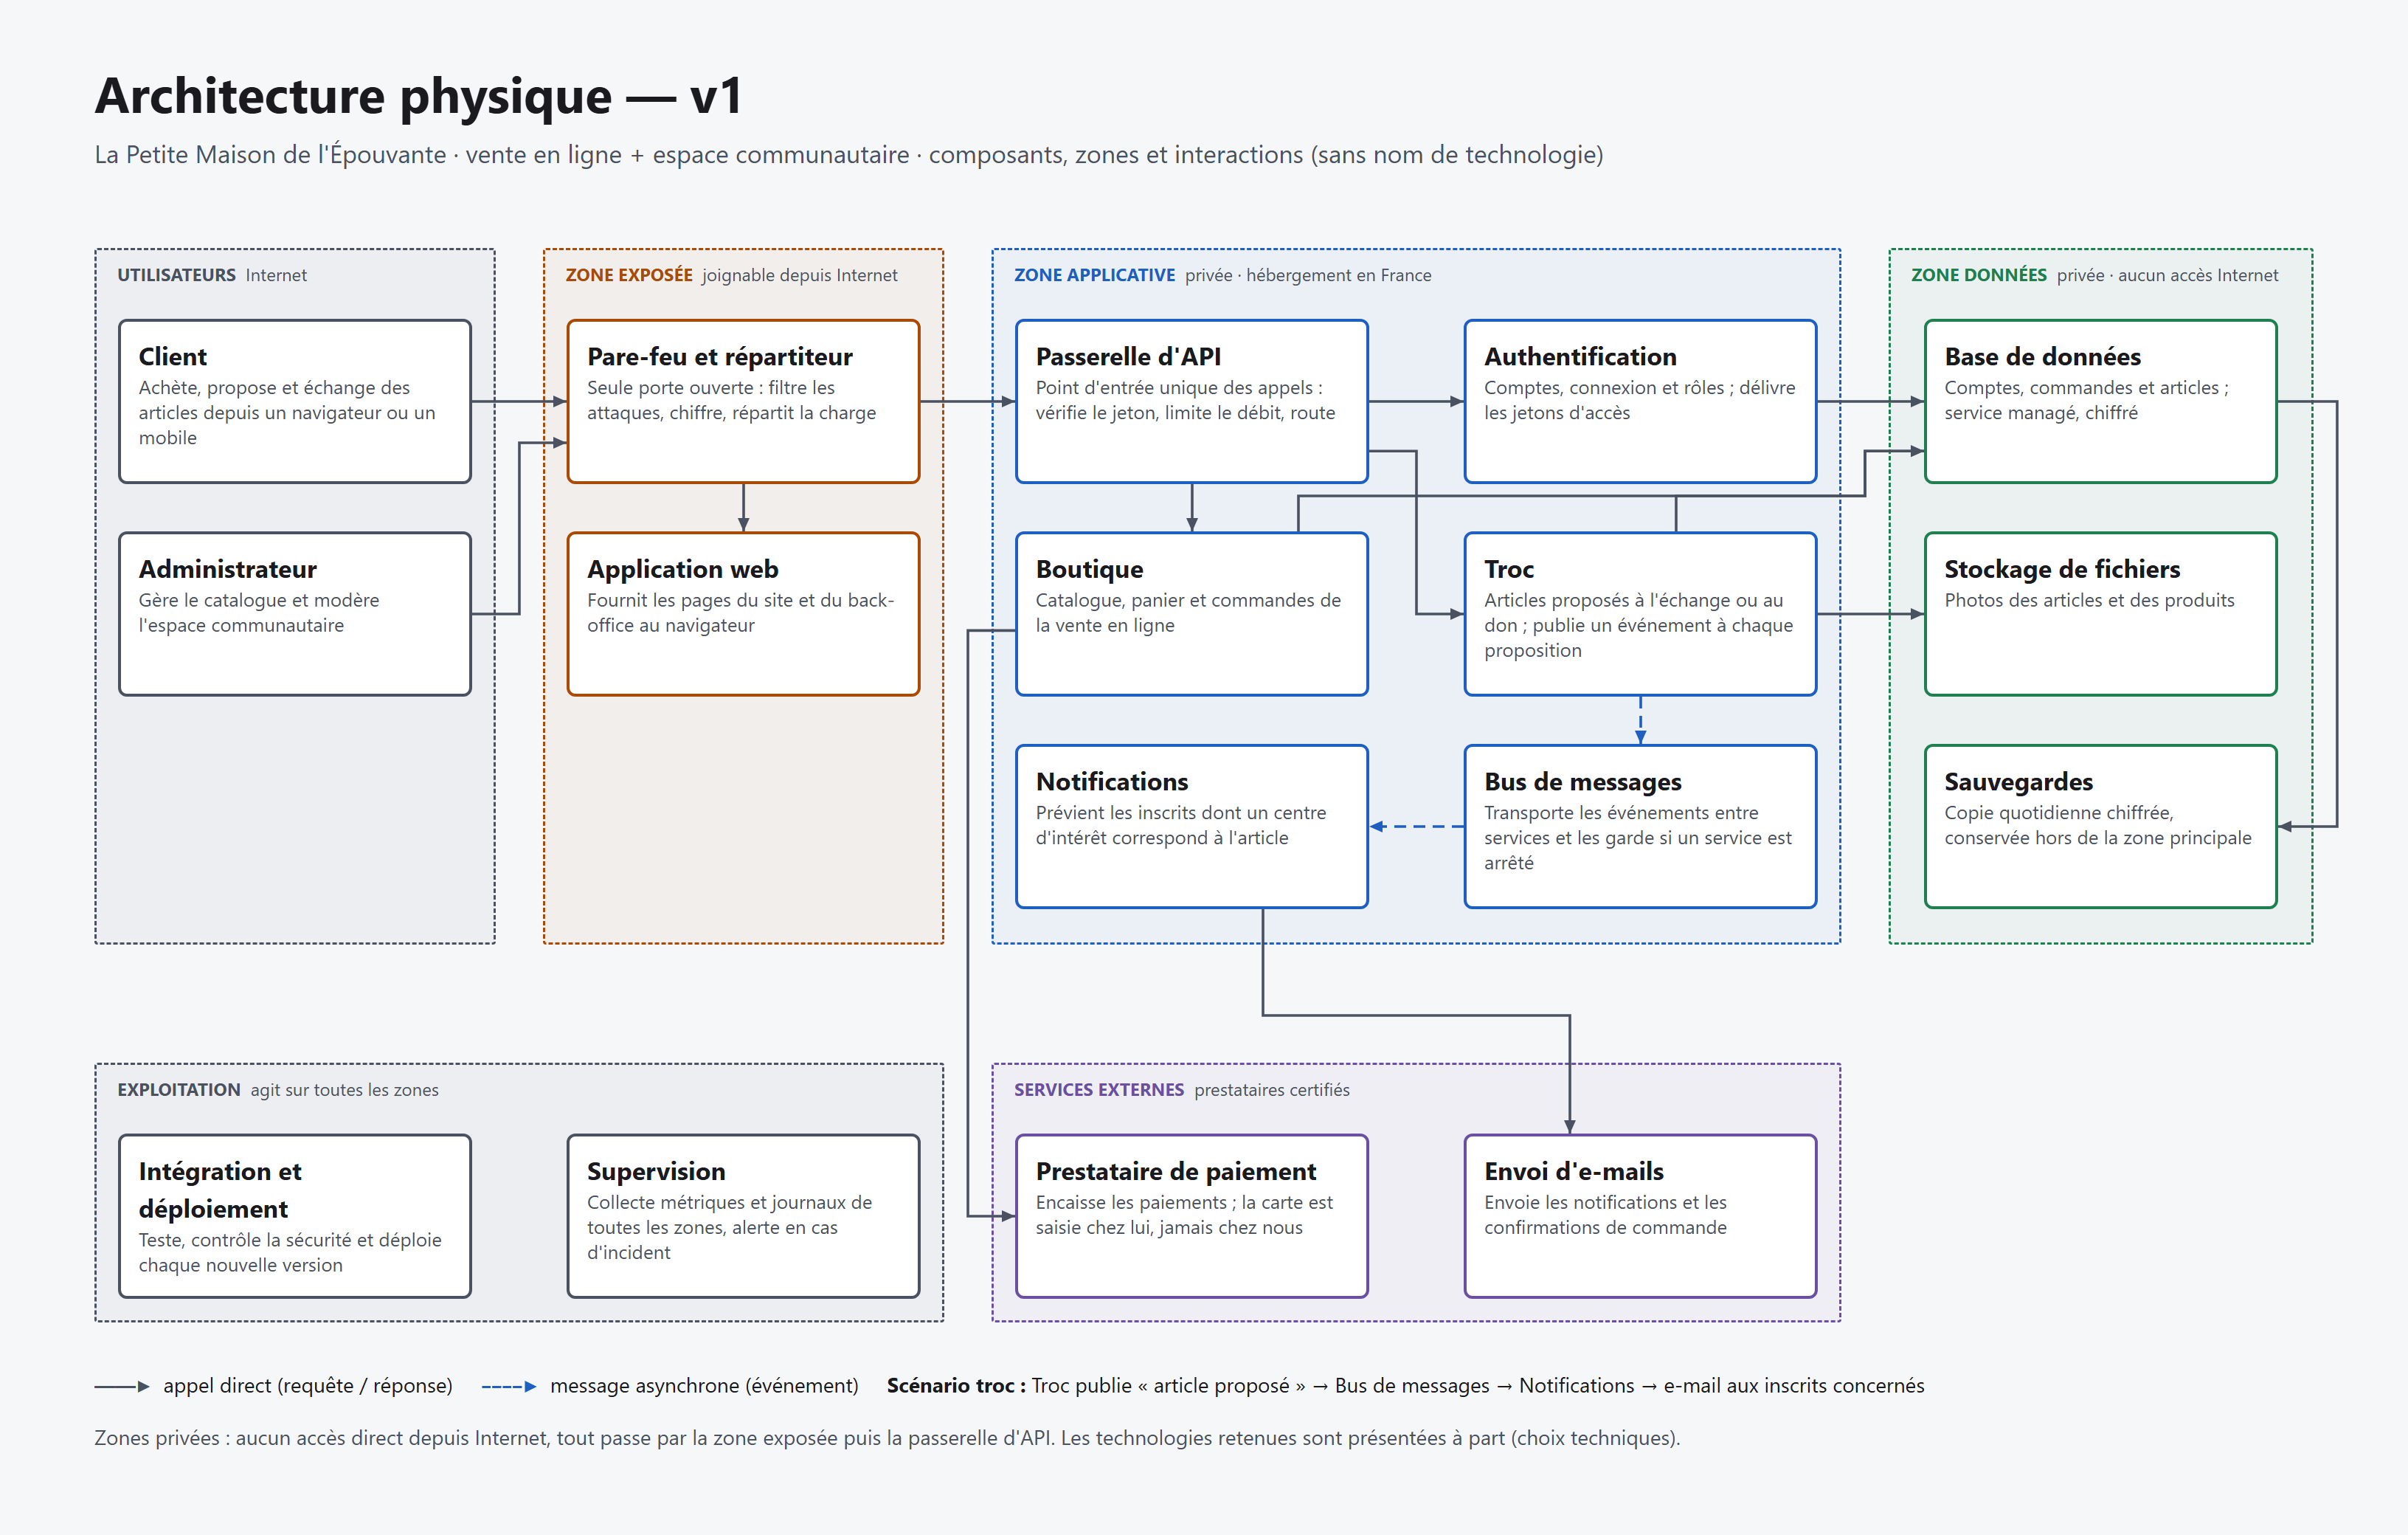 Architecture physique — v1
La Petite Maison de l'Épouvante · vente en ligne + espace communautaire · composants, zones et interactions (sans nom de technologie)
UTILISATEURS Internet
Client
Achète, propose et échange des
articles depuis un navigateur ou un
mobile
Administrateur
Gère le catalogue et modère
l'espace communautaire
ZONE EXPOSÉE joignable depuis Internet
Pare-feu et répartiteur
Seule porte ouverte : filtre les
attaques, chiffre, répartit la charge
Application web
Fournit les pages du site et du back-
office au navigateur
ZONE APPLICATIVE privée · hébergement en France
Passerelle d'API
Point d'entrée unique des appels :
vérifie le jeton, limite le débit, route
Authentification
Comptes, connexion et rôles ; délivre
les jetons d'accès
Boutique
Catalogue, panier et commandes de
la vente en ligne
Troc
Articles proposés à l'échange ou au
don ; publie un événement à chaque
proposition
Notifications
Prévient les inscrits dont un centre
d'intérêt correspond à l'article
Bus de messages
Transporte les événements entre
services et les garde si un service est
arrêté
ZONE DONNÉES privée · aucun accès Internet
Base de données
Comptes, commandes et articles ;
service managé, chiffré
Stockage de fichiers
Photos des articles et des produits
Sauvegardes
Copie quotidienne chiffrée,
conservée hors de la zone principale
EXPLOITATION agit sur toutes les zones
Intégration et
déploiement
Teste, contrôle la sécurité et déploie
chaque nouvelle version
Supervision
Collecte métriques et journaux de
toutes les zones, alerte en cas
d'incident
SERVICES EXTERNES prestataires certifiés
Prestataire de paiement
Encaisse les paiements ; la carte est
saisie chez lui, jamais chez nous
Envoi d'e-mails
Envoie les notifications et les
confirmations de commande
appel direct (requête / réponse) message asynchrone (événement) Scénario troc : Troc publie « article proposé » → Bus de messages → Notifications → e-mail aux inscrits concernés
Zones privées : aucun accès direct depuis Internet, tout passe par la zone exposée puis la passerelle d'API. Les technologies retenues sont présentées à part (choix techniques).